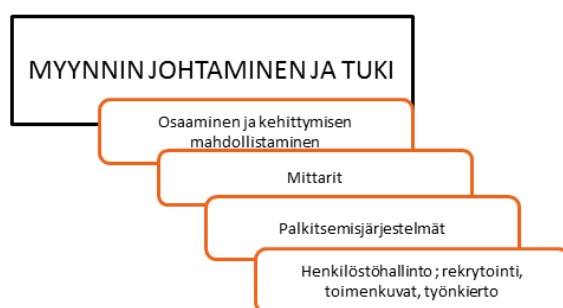 MYYNNIN JOHTAMINEN JA TUKI
Osaaminen ja kehittymisen
mahdollistaminen
Mittarit
Palkitsemisjärjestelmät
Henkilöstöhallinto ; rekrytointi,
toimenkuvat, työnkierto